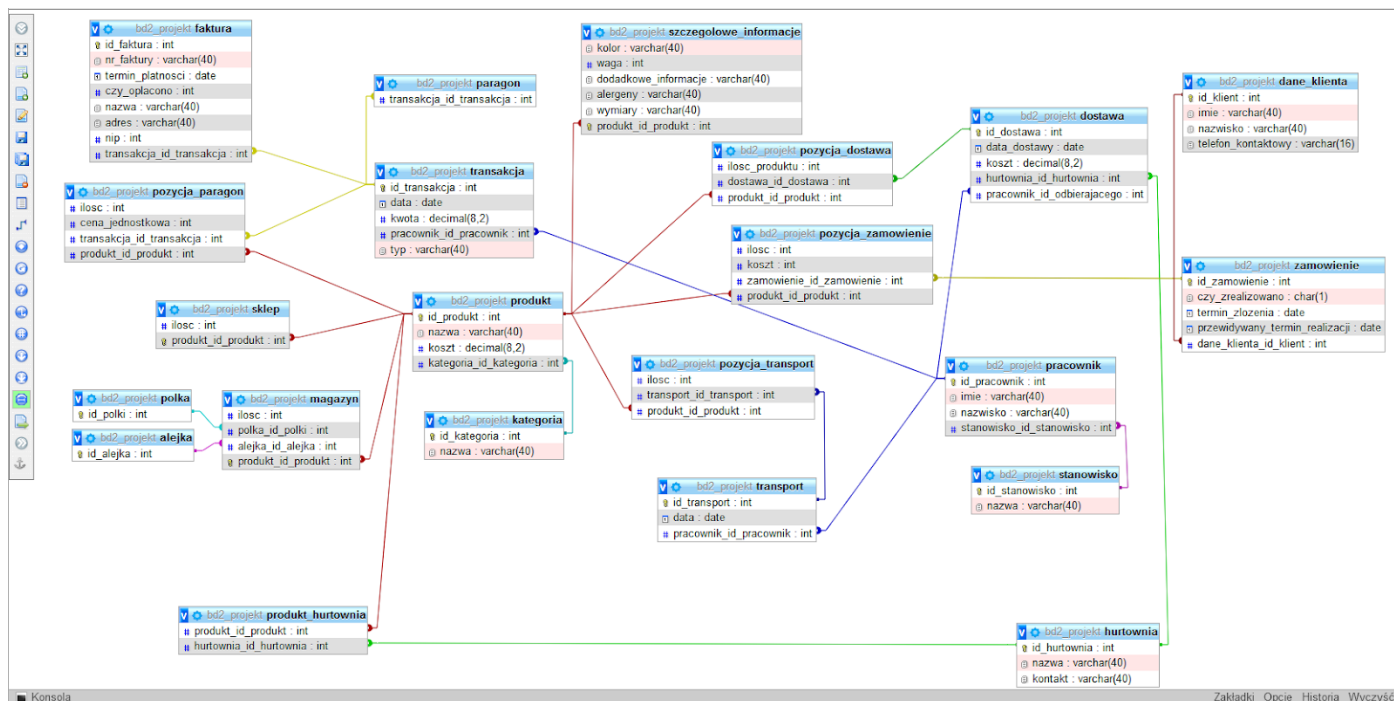 bd2_projekt faktura
id_faktura : int
nr_faktury : varchar(40)
termin_platnosci : date
czy_oplacono : int
nazwa : varchar(40)
adres : varchar(40)
nip : int
transakcja_id_transakcja : int
bd2_projekt paragon
transakcja_id_transakcja : int
bd2_projekt szczegolowe_informacje
kolor : varchar(40)
waga : int
dodadkowe_informacje : varchar(40)
alergeny : varchar(40)
wymiary : varchar(40)
produkt_id_produkt : int
bd2_projekt dane_klienta
id_klient : int
imie : varchar(40)
nazwisko : varchar(40)
telefon_kontaktowy : varchar(16)
bd2_projekt dostawa
id_dostawa : int
data_dostawy : date
koszt : decimal(8,2)
hurtownia_id_hurtownia : int
pracownik_id_odbierajacego : int
bd2_projekt pozycja_dostawa
ilosc_produktu : int
dostawa_id_dostawa : int
produkt_id_produkt : int
bd2_projekt transakcja
id_transakcja : int
data : date
kwota : decimal(8,2)
pracownik_id_pracownik : int
typ : varchar(40)
bd2_projekt pozycja_paragon
ilosc : int
cena_jednostkowa : int
transakcja_id_transakcja : int
produkt_id_produkt : int
bd2_projekt pozycja_zamowienie
ilosc : int
koszt : int
zamowienie_id_zamowienie : int
produkt_id_produkt : int
bd2_projekt zamowienie
id_zamowienie : int
czy_zrealizowano : char(1)
termin_zlozenia : date
przewidywany_termin_realizacji : date
dane_klienta_id_klient : int
bd2_projekt produkt
id_produkt : int
nazwa : varchar(40)
koszt : decimal(8,2)
kategoria_id_kategoria : int
bd2_projekt sklep
ilosc : int
produkt_id_produkt : int
bd2_projekt pozycja_transport
ilosc : int
transport_id_transport : int
produkt_id_produkt : int
bd2_projekt pracownik
id_pracownik : int
imie : varchar(40)
nazwisko : varchar(40)
stanowisko_id_stanowisko : int
bd2_projekt polka
id_polki : int
bd2_projekt magazyn
ilosc : int
polka_id_polki : int
alejka_id_alejka : int
produkt_id_produkt : int
bd2_projekt alejka
id_alejka : int
bd2_projekt kategoria
id_kategoria : int
nazwa : varchar(40)
bd2_projekt stanowisko
id_stanowisko : int
nazwa : varchar(40)
bd2_projekt transport
id_transport : int
data : date
pracownik_id_pracownik : int
bd2_projekt produkt_hurtownia
produkt_id_produkt : int
hurtownia_id_hurtownia : int
bd2_projekt hurtownia
id_hurtownia : int
nazwa : varchar(40)
kontakt : varchar(40)
Konsola
Zakładki Opcje Historia Wyczyść